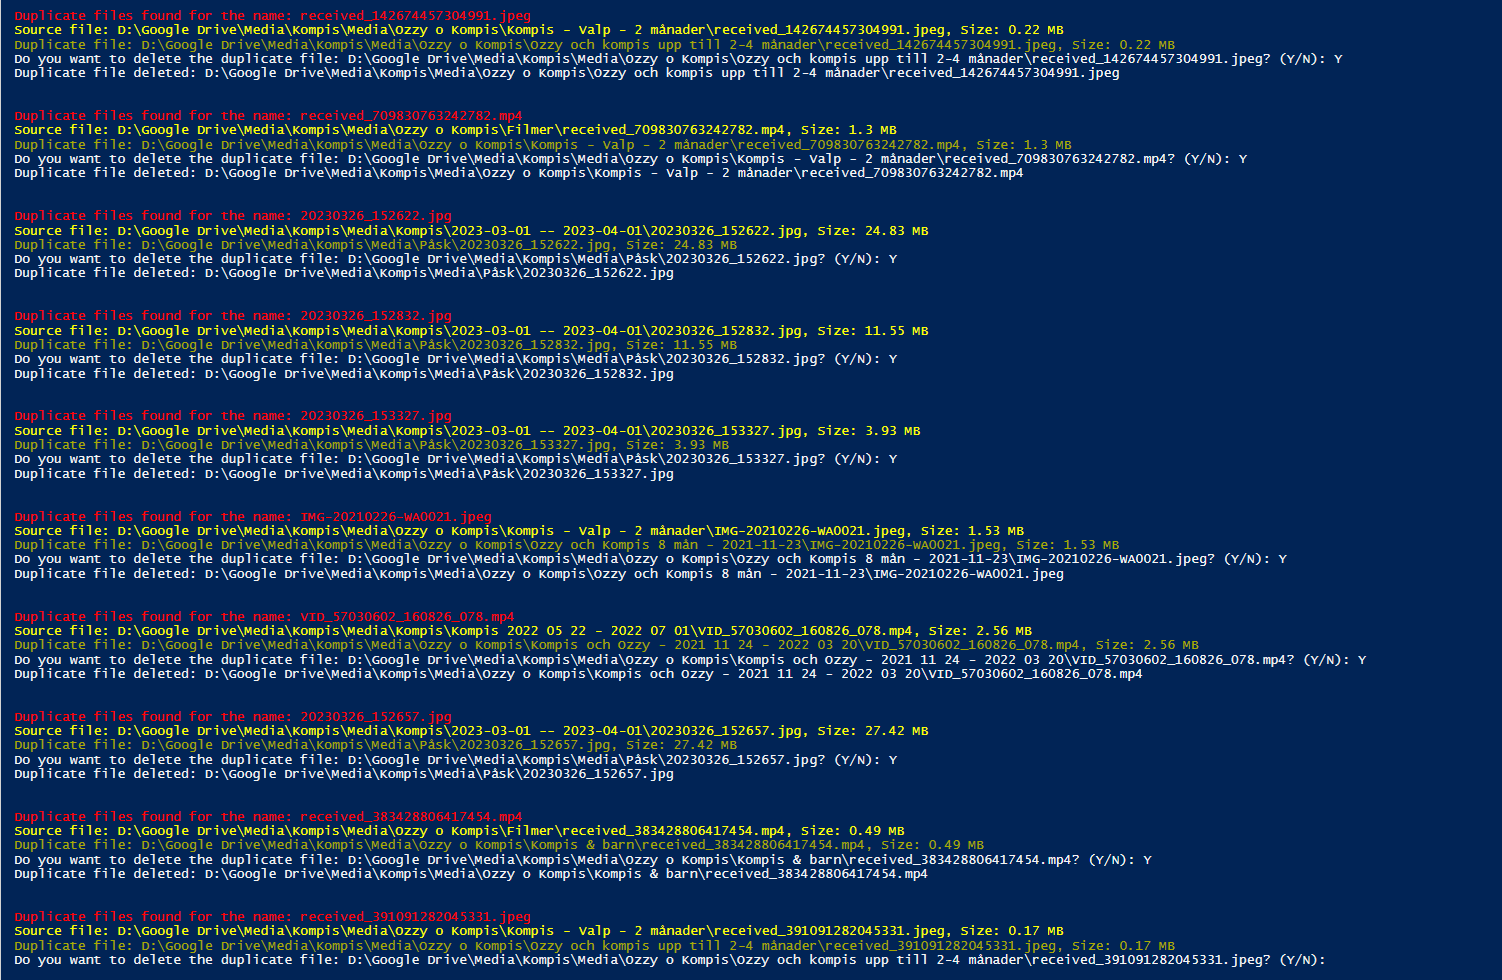 Duplicate files found for the name: received_142674457304991.jpeg
Source file: D:\Google Drive\Media\Kompis\Media\Ozzy o Kompis\Kompis - Valp - 2 månader\received_142674457304991.jpeg, Size: 0.22 MB
Duplicate file: D:\Google Drive\Media\Kompis\Media\Ozzy o Kompis\Ozzy och kompis upp till 2-4 månader\received_142674457304991.jpeg, Size: 0.22 MB
Do you want to delete the duplicate file: D:\Google Drive\Media\Kompis\Media\Ozzy o Kompis\Ozzy och kompis upp till 2-4 månader\received_142674457304991.jpeg? (Y/N): Y
Duplicate file deleted: D:\Google Drive\Media\Kompis\Media\Ozzy o Kompis\Ozzy och kompis upp till 2-4 månader\received_142674457304991.jpeg
Duplicate files found for the name: received_709830763242782.mp4
Source file: D:\Google Drive\Media\Kompis\Media\Ozzy o Kompis\Filmer\received_709830763242782.mp4, Size: 1.3 MB
Duplicate file: D:\Google Drive\Media\Kompis\Media\Ozzy o Kompis\Kompis - Valp - 2 månader\received_709830763242782.mp4, Size: 1.3 MB
Do you want to delete the duplicate file: D:\Google Drive\Media\Kompis\Media\Ozzy o Kompis\Kompis - Valp - 2 månader\received_709830763242782.mp4? (Y/N): Y
Duplicate file deleted: D:\Google Drive\Media\Kompis\Media\Ozzy o Kompis\Kompis - Valp - 2 månader\received_709830763242782.mp4
Duplicate files found for the name: 20230326_152622.jpg
Source file: D:\Google Drive\Media\Kompis\Media\Kompis\2023-03-01 -- 2023-04-01\20230326_152622.jpg, Size: 24.83 MB
Duplicate file: D:\Google Drive\Media\Kompis\Media\Påsk\20230326_152622.jpg, Size: 24.83 MB
Do you want to delete the duplicate file: D:\Google Drive\Media\Kompis\Media\Påsk\20230326_152622.jpg? (Y/N): Y
Duplicate file deleted: D:\Google Drive\Media\Kompis\Media\Påsk\20230326_152622.jpg
Duplicate files found for the name: 20230326_152832.jpg
Source file: D:\Google Drive\Media\Kompis\Media\Kompis\2023-03-01 -- 2023-04-01\20230326_152832.jpg, Size: 11.55 MB
Duplicate file: D:\Google Drive\Media\Kompis\Media\Påsk\20230326_152832.jpg, Size: 11.55 MB
Do you want to delete the duplicate file: D:\Google Drive\Media\Kompis\Media\Påsk\20230326_152832.jpg? (Y/N): Y
Duplicate file deleted: D:\Google Drive\Media\Kompis\Media\Påsk\20230326_152832.jpg
Duplicate files found for the name: 20230326_153327.jpg
Source file: D:\Google Drive\Media\Kompis\Media\Kompis\2023-03-01 -- 2023-04-01\20230326_153327.jpg, Size: 3.93 MB
Duplicate file: D:\Google Drive\Media\Kompis\Media\Påsk\20230326_153327.jpg, Size: 3.93 MB
Do you want to delete the duplicate file: D:\Google Drive\Media\Kompis\Media\Påsk\20230326_153327.jpg? (Y/N): Y
Duplicate file deleted: D:\Google Drive\Media\Kompis\Media\Påsk\20230326_153327.jpg
Duplicate files found for the name: IMG-20210226-WA0021.jpeg
Source file: D:\Google Drive\Media\Kompis\Media\Ozzy o Kompis\Kompis - Valp - 2 månader\IMG-20210226-WA0021.jpeg, Size: 1.53 MB
Duplicate file: D:\Google Drive\Media\Kompis\Media\Ozzy o Kompis\Ozzy och Kompis 8 mån - 2021-11-23\IMG-20210226-WA0021.jpeg, Size: 1.53 MB
Do you want to delete the duplicate file: D:\Google Drive\Media\Kompis\Media\Ozzy o Kompis\Ozzy och Kompis 8 mån - 2021-11-23\IMG-20210226-WA0021.jpeg? (Y/N): Y
Duplicate file deleted: D:\Google Drive\Media\Kompis\Media\Ozzy o Kompis\Ozzy och Kompis 8 mån - 2021-11-23\IMG-20210226-WA0021.jpeg
Duplicate files found for the name: VID_57030602_160826_078.mp4
Source file: D:\Google Drive\Media\Kompis\Media\Kompis\Kompis 2022 05 22 - 2022 07 01\VID_57030602_160826_078.mp4, Size: 2.56 MB
Duplicate file: D:\Google Drive\Media\Kompis\Media\Ozzy o Kompis\Kompis och Ozzy - 2021 11 24 - 2022 03 20\VID_57030602_160826_078.mp4, Size: 2.56 MB
Do you want to delete the duplicate file: D:\Google Drive\Media\Kompis\Media\Ozzy o Kompis\Kompis och Ozzy - 2021 11 24 - 2022 03 20\VID_57030602_160826_078.mp4? (Y/N): Y
Duplicate file deleted: D:\Google Drive\Media\Kompis\Media\Ozzy o Kompis\Kompis och Ozzy - 2021 11 24 - 2022 03 20\VID_57030602_160826_078.mp4
Duplicate files found for the name: 20230326_152657.jpg
Source file: D:\Google Drive\Media\Kompis\Media\Kompis\2023-03-01 -- 2023-04-01\20230326_152657.jpg, Size: 27.42 MB
Duplicate file: D:\Google Drive\Media\Kompis\Media\Påsk\20230326_152657.jpg, Size: 27.42 MB
Do you want to delete the duplicate file: D:\Google Drive\Media\Kompis\Media\Påsk\20230326_152657.jpg? (Y/N): Y
Duplicate file deleted: D:\Google Drive\Media\Kompis\Media\Påsk\20230326_152657.jpg
Duplicate files found for the name: received_383428806417454.mp4
Source file: D:\Google Drive\Media\Kompis\Media\Ozzy o Kompis\Filmer\received_383428806417454.mp4, Size: 0.49 MB
Duplicate file: D:\Google Drive\Media\Kompis\Media\Ozzy o Kompis\Kompis & barn\received_383428806417454.mp4, Size: 0.49 MB
Do you want to delete the duplicate file: D:\Google Drive\Media\Kompis\Media\Ozzy o Kompis\Kompis & barn\received_383428806417454.mp4? (Y/N): Y
Duplicate file deleted: D:\Google Drive\Media\Kompis\Media\Ozzy o Kompis\Kompis & barn\received_383428806417454.mp4
Duplicate files found for the name: received_391091282045331.jpeg
Source file: D:\Google Drive\Media\Kompis\Media\Ozzy o Kompis\Kompis - Valp - 2 månader\received_391091282045331.jpeg, Size: 0.17 MB
Duplicate file: D:\Google Drive\Media\Kompis\Media\Ozzy o Kompis\Ozzy och kompis upp till 2-4 månader\received_391091282045331.jpeg, Size: 0.17 MB
Do you want to delete the duplicate file: D:\Google Drive\Media\Kompis\Media\Ozzy o Kompis\Ozzy och kompis upp till 2-4 månader\received_391091282045331.jpeg? (Y/N):